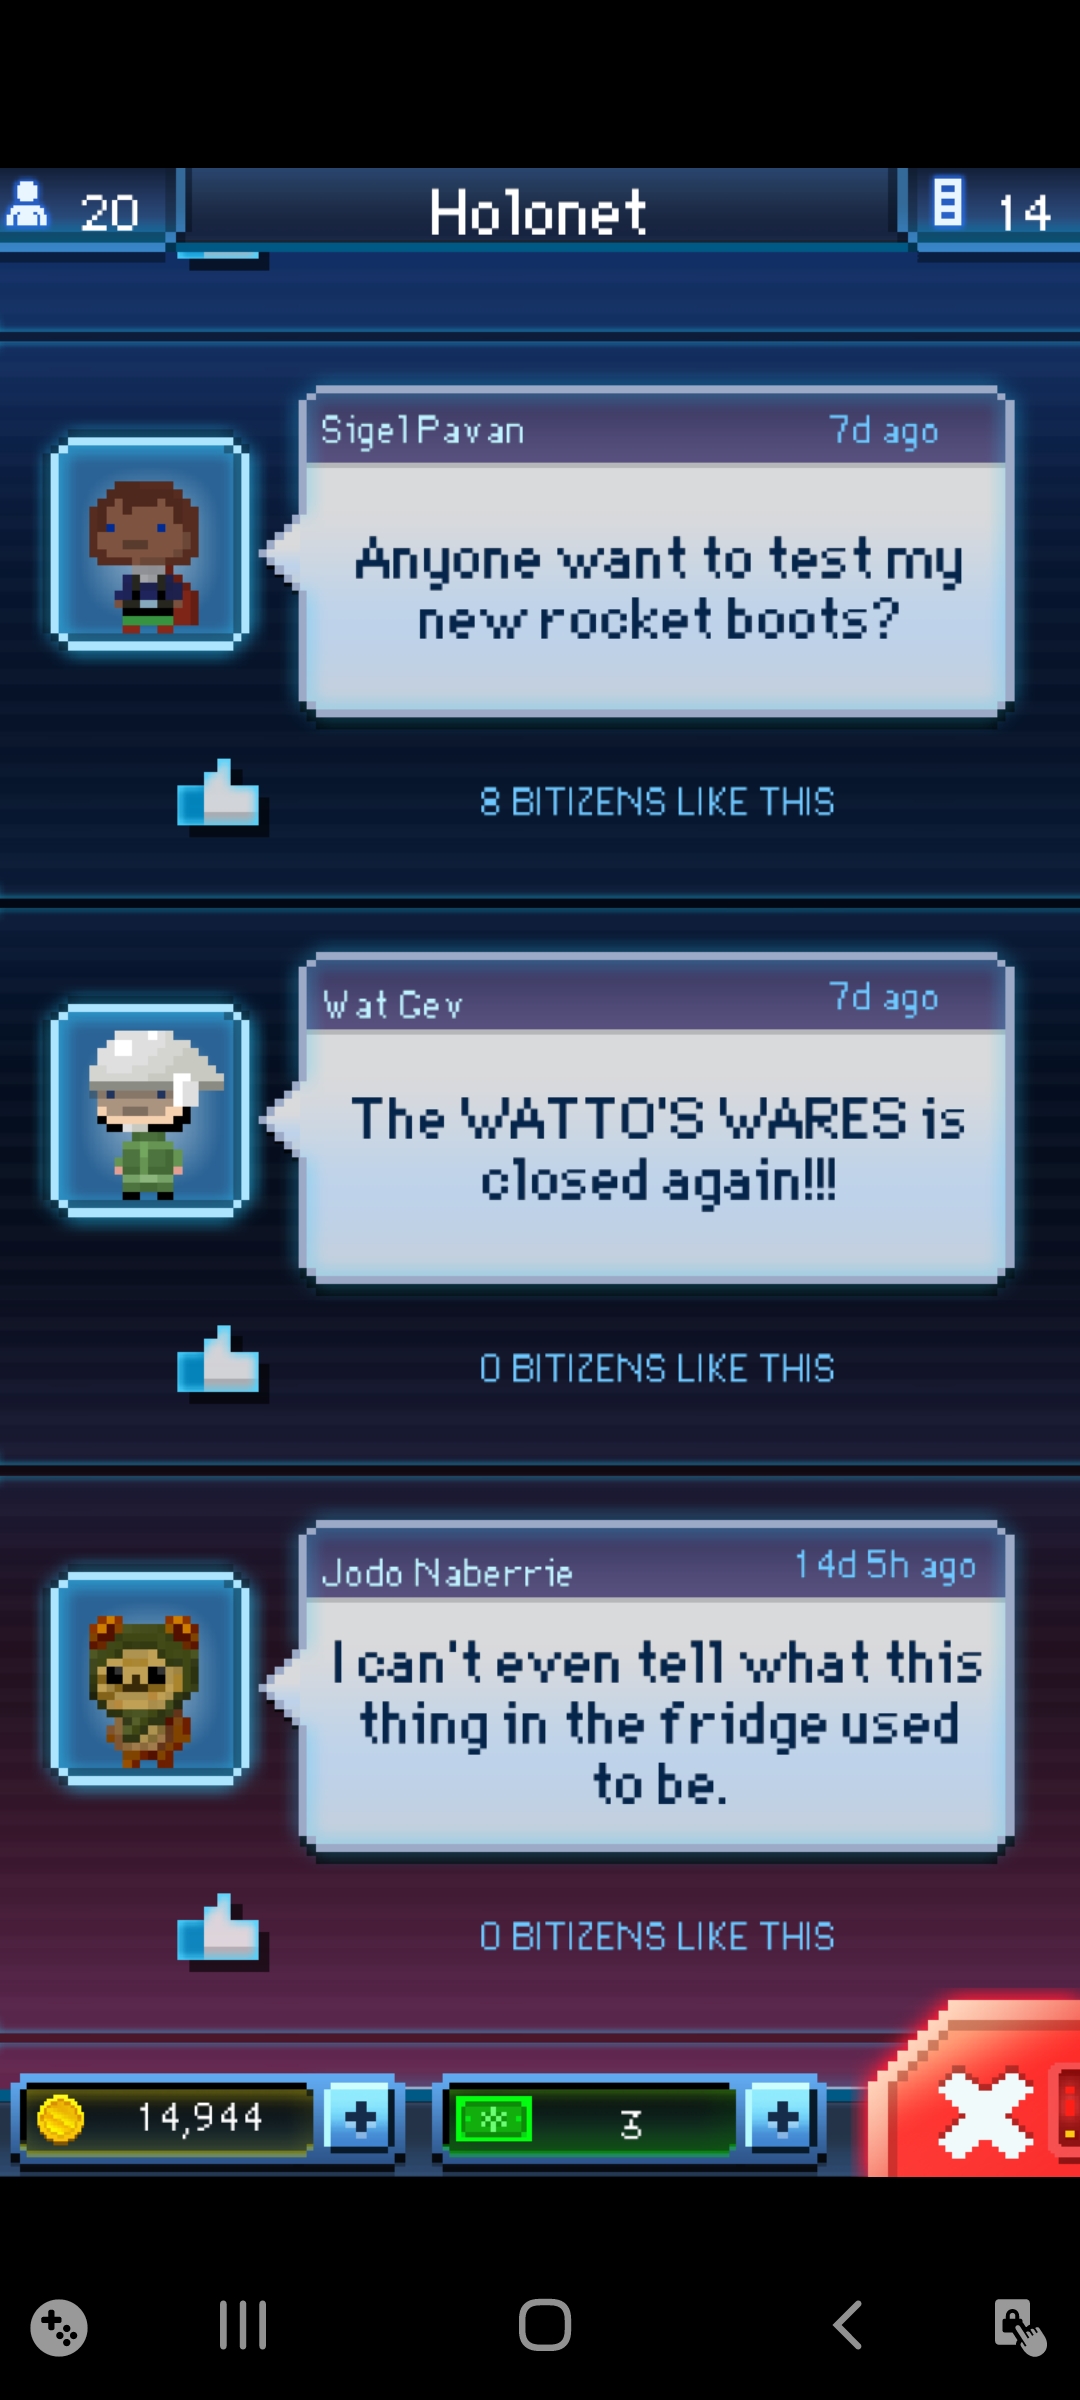 20 Holonet 14
Sigel Pavan 7d ago
Anyone want to test my
new rocket boots?
8 BITIZENS LIKE THIS
Wat Gev 7d ago
The WATTO'S WARES is
closed again!!!
0 BITIZENS LIKE THIS
Jodo Naberrie 14d 5h ago
I can't even tell what this
thing in the fridge used
to be.
0 BITIZENS LIKE THIS
14,944 + 3 +